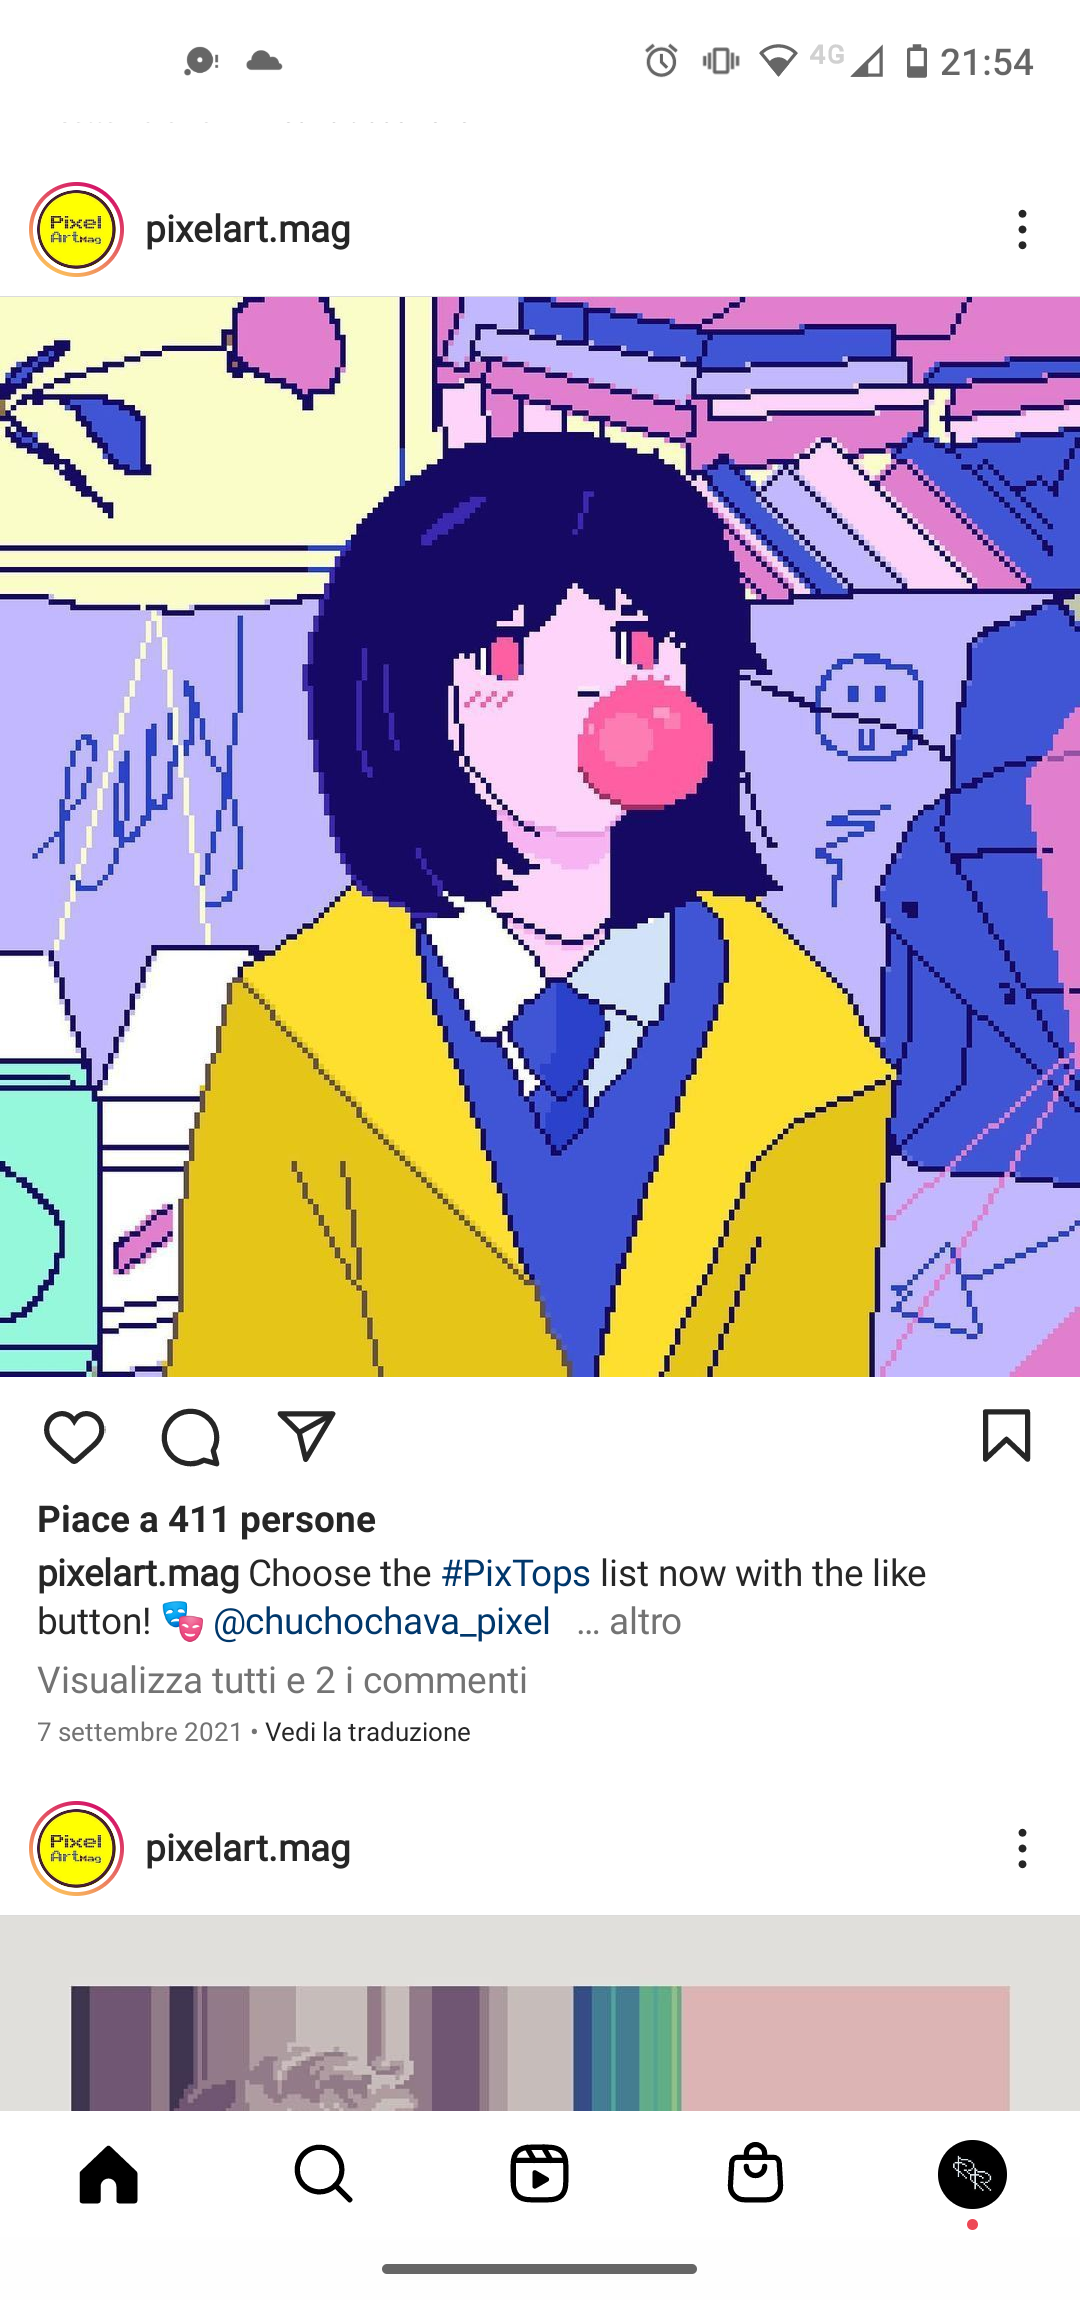 4G 21:54
Pixel
ArtMag
pixelart.mag
Piace a 411 persone
pixelart.mag Choose the #PixTops list now with the like
button! 🎭 @chuchochava_pixel ... altro
Visualizza tutti e 2 i commenti
7 settembre 2021 • Vedi la traduzione
Pixel
ArtMag
pixelart.mag